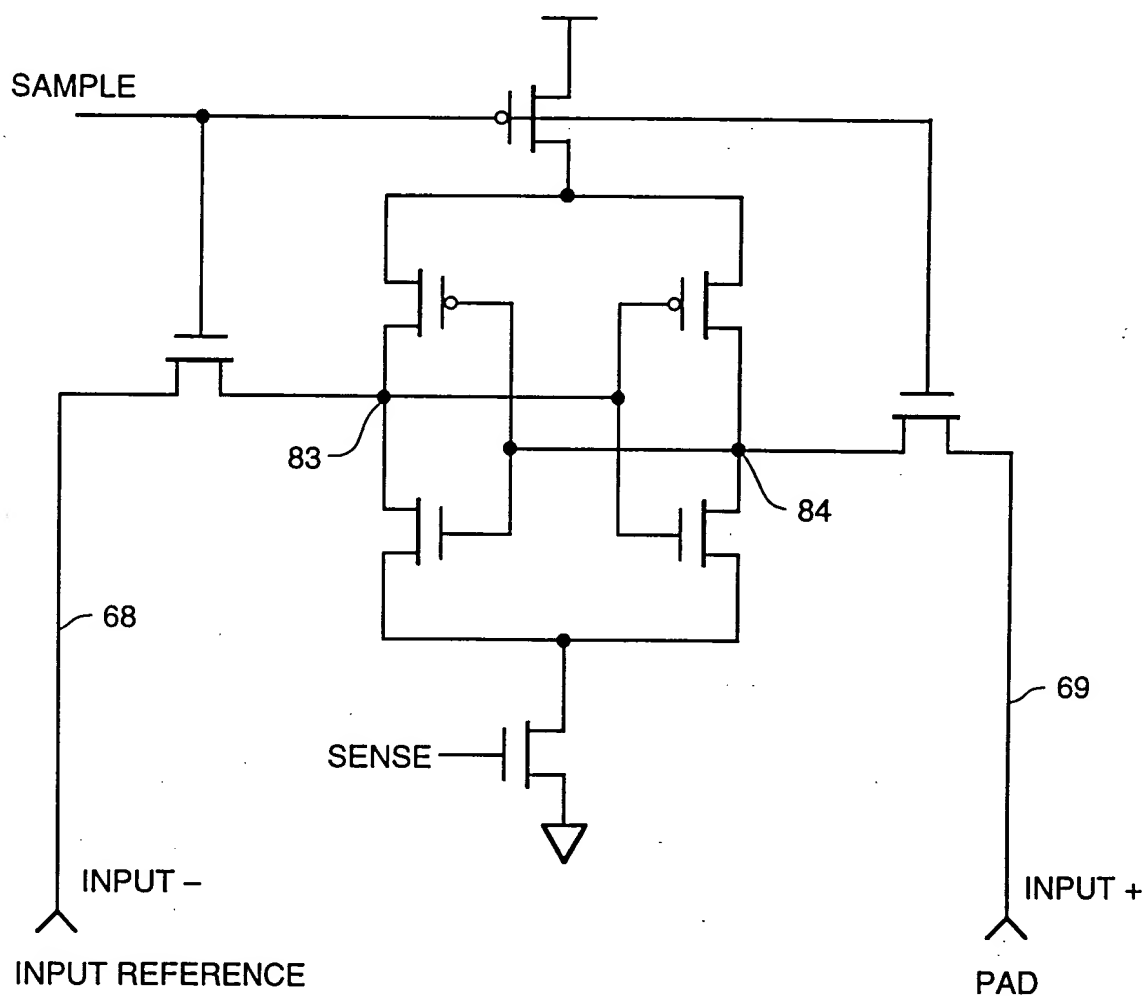 SAMPLE
83
84
68
69
SENSE
INPUT –
INPUT +
INPUT REFERENCE
PAD